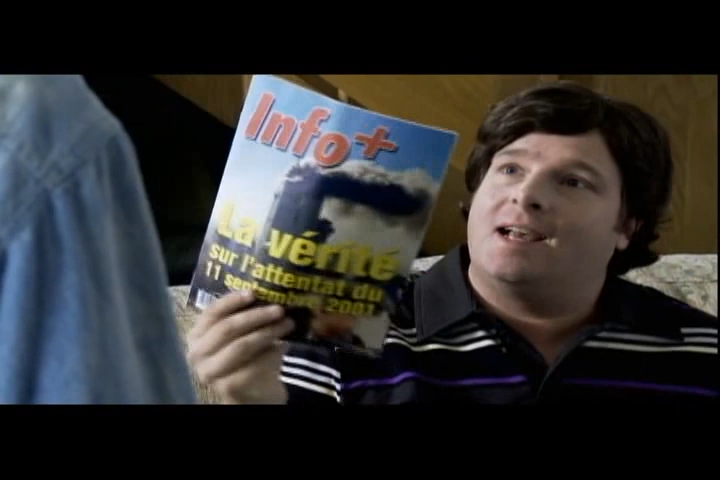 Info+
La vérité
sur l'attentat du
11 septembre 2001